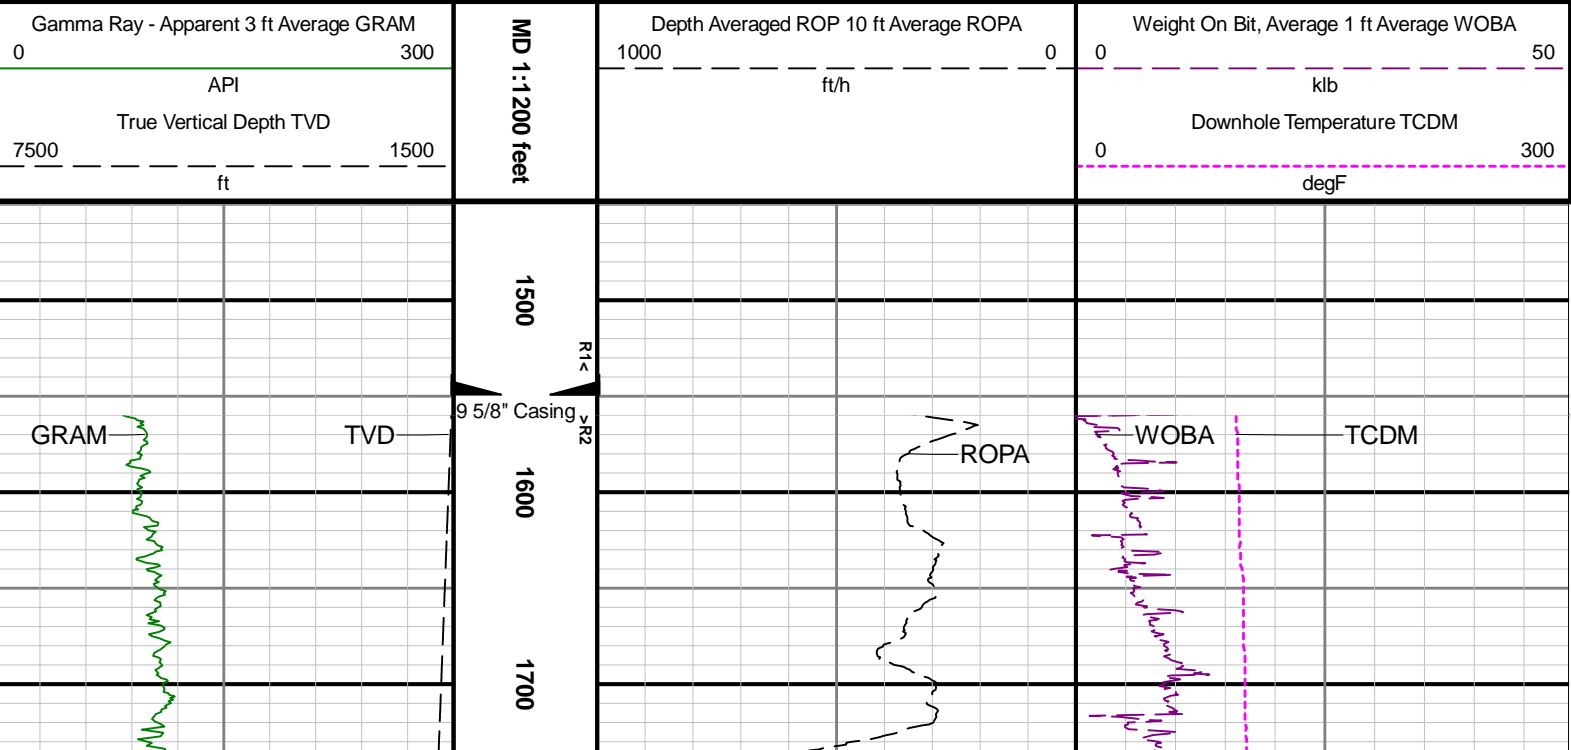 Gamma Ray - Apparent 3 ft Average GRAM
0 300
API
True Vertical Depth TVD
7500 1500
ft
MD 1:1200 feet
Depth Averaged ROP 10 ft Average ROPA
1000 0
ft/h
Weight On Bit, Average 1 ft Average WOBA
0 50
klb
Downhole Temperature TCDM
0 300
degF
1500
R1<
9 5/8" Casing
>R2
GRAM
TVD
ROPA
WOBA
TCDM
1600
1700